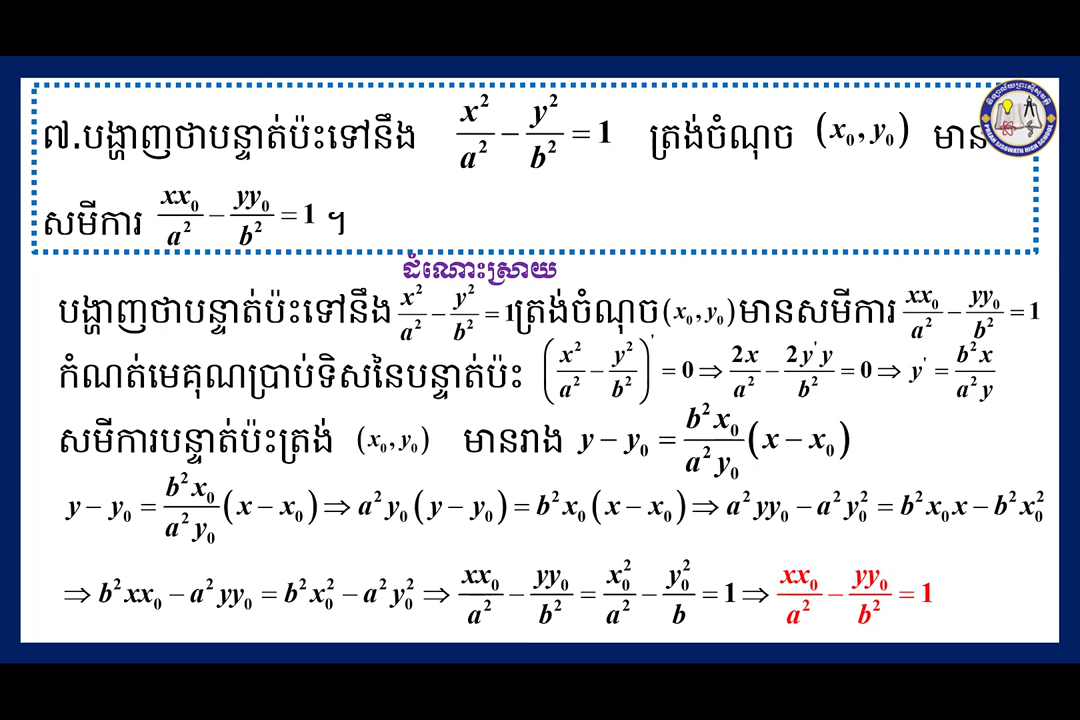 ៧.បង្ហាញថាបន្ទាត់ប៉ះទៅនឹង x²/a² − y²/b² = 1 ត្រង់ចំណុច (x₀, y₀) មាន
សមីការ xx₀/a² − yy₀/b² = 1 ។
ដំណោះស្រាយ
បង្ហាញថាបន្ទាត់ប៉ះទៅនឹង x²/a² − y²/b² = 1 ត្រង់ចំណុច (x₀, y₀) មានសមីការ xx₀/a² − yy₀/b² = 1
កំណត់មេគុណប្រាប់ទិសនៃបន្ទាត់ប៉ះ (x²/a² − y²/b²)' = 0 ⇒ 2x/a² − 2y'y/b² = 0 ⇒ y' = b²x/a²y
សមីការបន្ទាត់ប៉ះត្រង់ (x₀, y₀) មានរាង y − y₀ = b²x₀/a²y₀ (x − x₀)
y − y₀ = b²x₀/a²y₀ (x − x₀) ⇒ a²y₀(y − y₀) = b²x₀(x − x₀) ⇒ a²yy₀ − a²y₀² = b²x₀x − b²x₀²
⇒ b²xx₀ − a²yy₀ = b²x₀² − a²y₀² ⇒ xx₀/a² − yy₀/b² = x₀²/a² − y₀²/b = 1 ⇒ xx₀/a² − yy₀/b² = 1